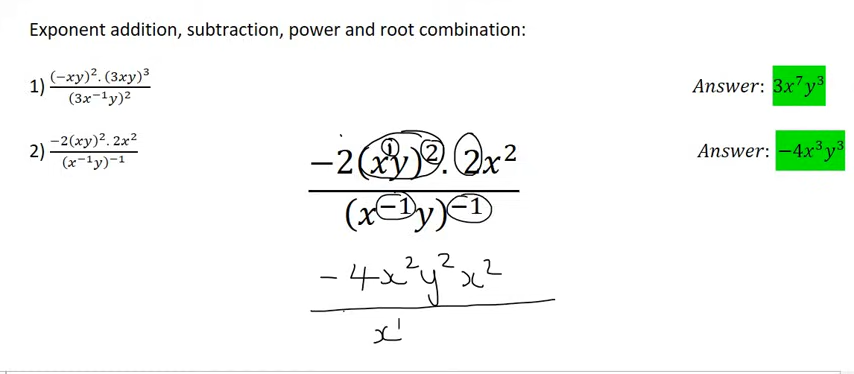 Exponent addition, subtraction, power and root combination:
1) (−xy)².(3xy)³ / (3x⁻¹y)²
Answer: 3x⁷y³
2) −2(xy)².2x² / (x⁻¹y)⁻¹
Answer: −4x³y³
−2(x¹y)².2x² / (x⁻¹y)⁻¹
−4x²y²x² / x¹